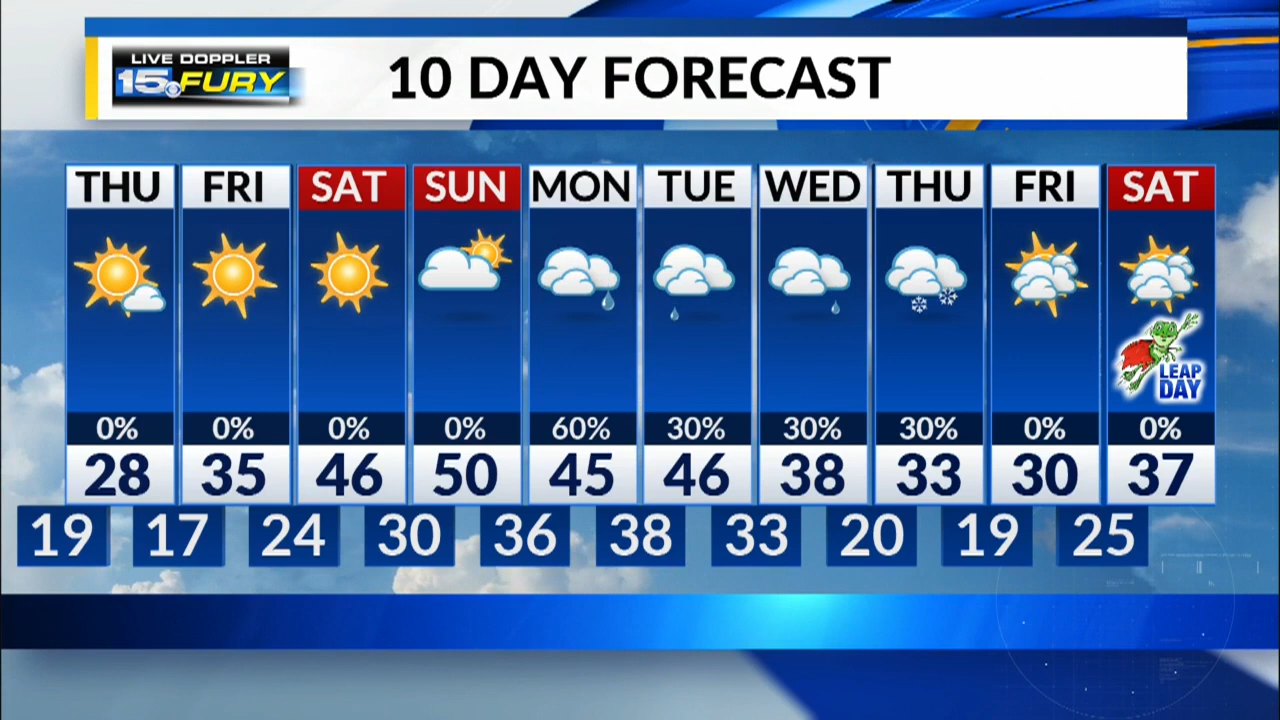 LIVE DOPPLER
15 FURY
10 DAY FORECAST
THU FRI SAT SUN MON TUE WED THU FRI SAT
LEAP
DAY
0% 0% 0% 0% 60% 30% 30% 30% 0% 0%
28 35 46 50 45 46 38 33 30 37
19 17 24 30 36 38 33 20 19 25